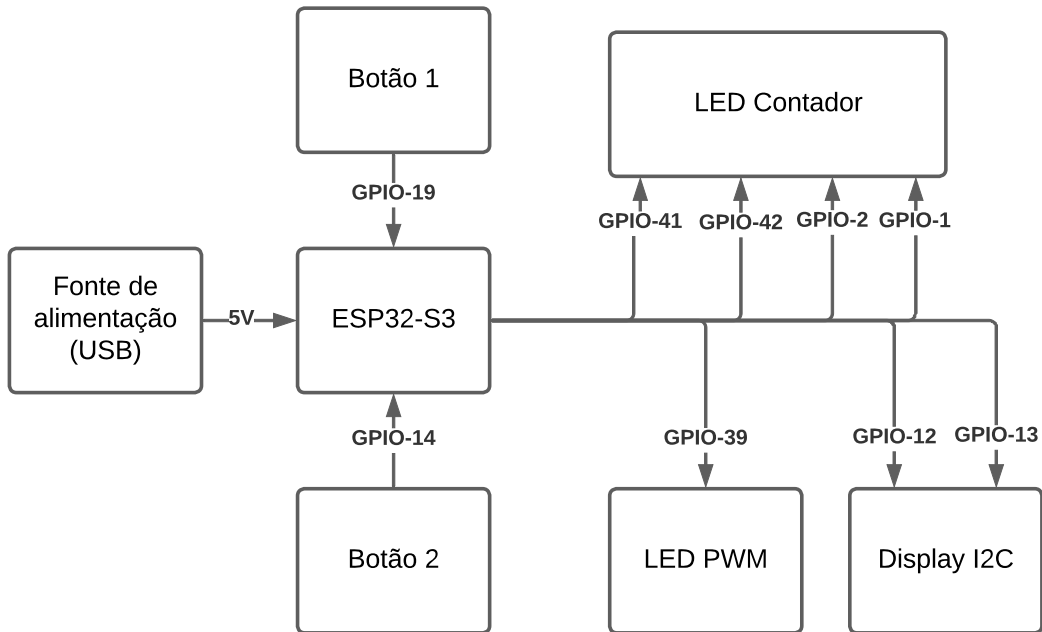 Botão 1
LED Contador
GPIO-19
GPIO-41
GPIO-42
GPIO-2
GPIO-1
Fonte de
alimentação
(USB)
5V
ESP32-S3
GPIO-14
GPIO-39
GPIO-12
GPIO-13
Botão 2
LED PWM
Display I2C